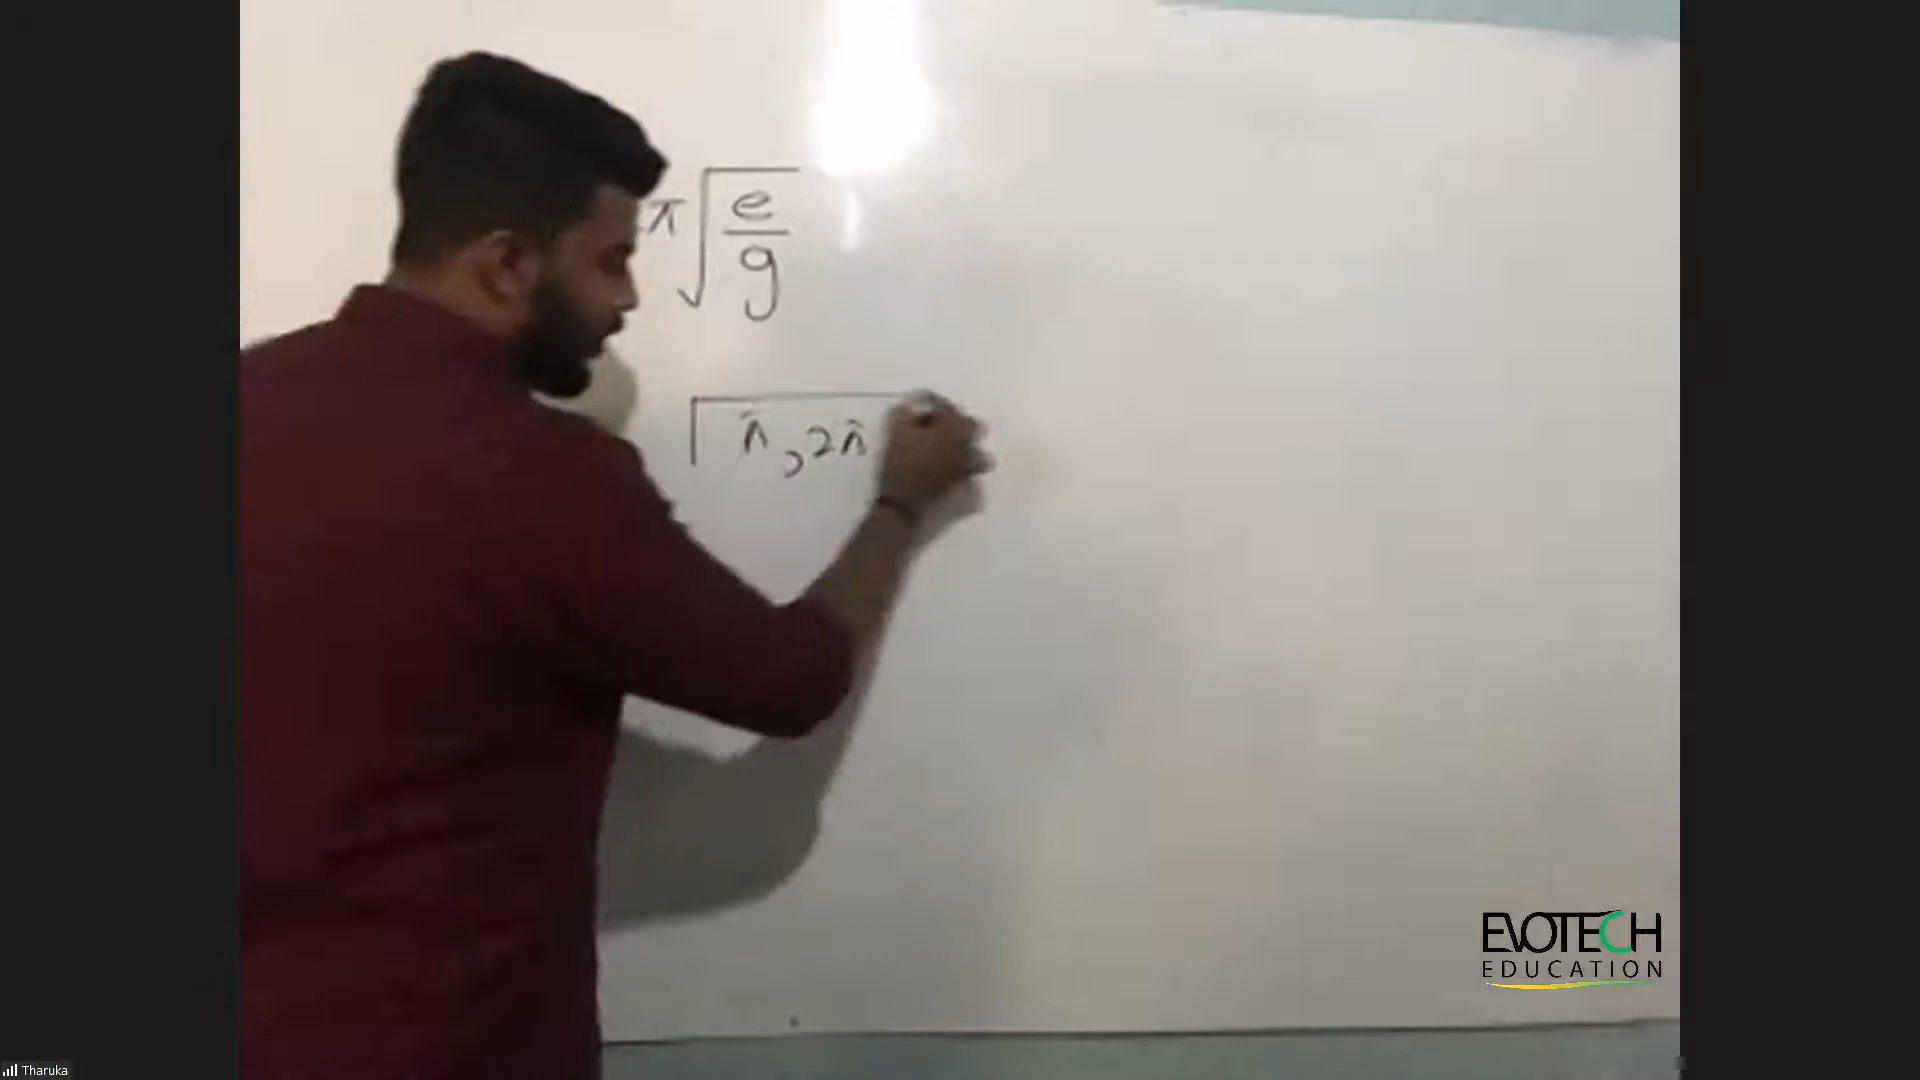 π√(e/g)
π, 2π
EVOTECH
EDUCATION
Tharuka